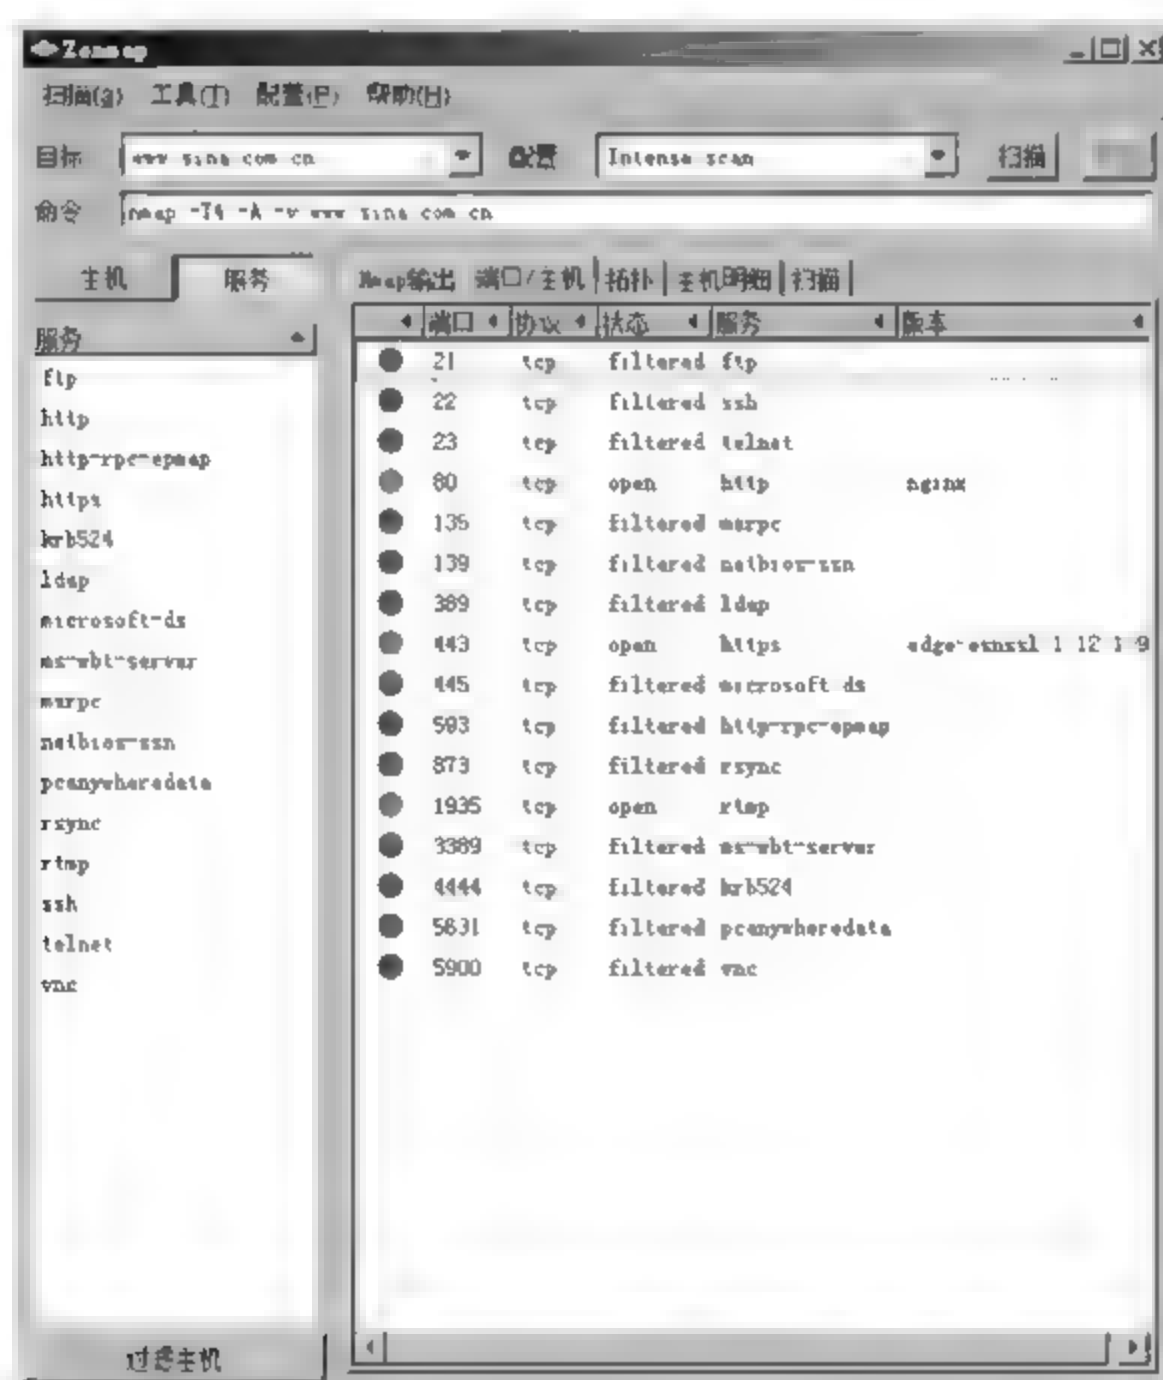 Zenmap
扫描(g) 工具(T) 配置(P) 帮助(H)
目标 www sina com cn 配置 Intense scan 扫描
命令 nmap -T4 -A -v www sina com cn
主机 服务 Nmap输出 端口/主机 拓扑 主机明细 扫描
服务
端口 协议 状态 服务 版本
ftp
http
http-rpc-epmap
https
krb524
ldap
microsoft-ds
ms-wbt-server
msrpc
netbios-ssn
pcanywheredata
rsync
rtmp
ssh
telnet
vnc
21 tcp filtered ftp
22 tcp filtered ssh
23 tcp filtered telnet
80 tcp open http nginx
135 tcp filtered msrpc
139 tcp filtered netbios-ssn
389 tcp filtered ldap
443 tcp open https 1 12 1 9
445 tcp filtered microsoft ds
593 tcp filtered http-rpc-epmap
873 tcp filtered rsync
1935 tcp open rtmp
3389 tcp filtered ms-wbt-server
4444 tcp filtered krb524
5631 tcp filtered pcanywheredata
5900 tcp filtered vnc
过滤主机